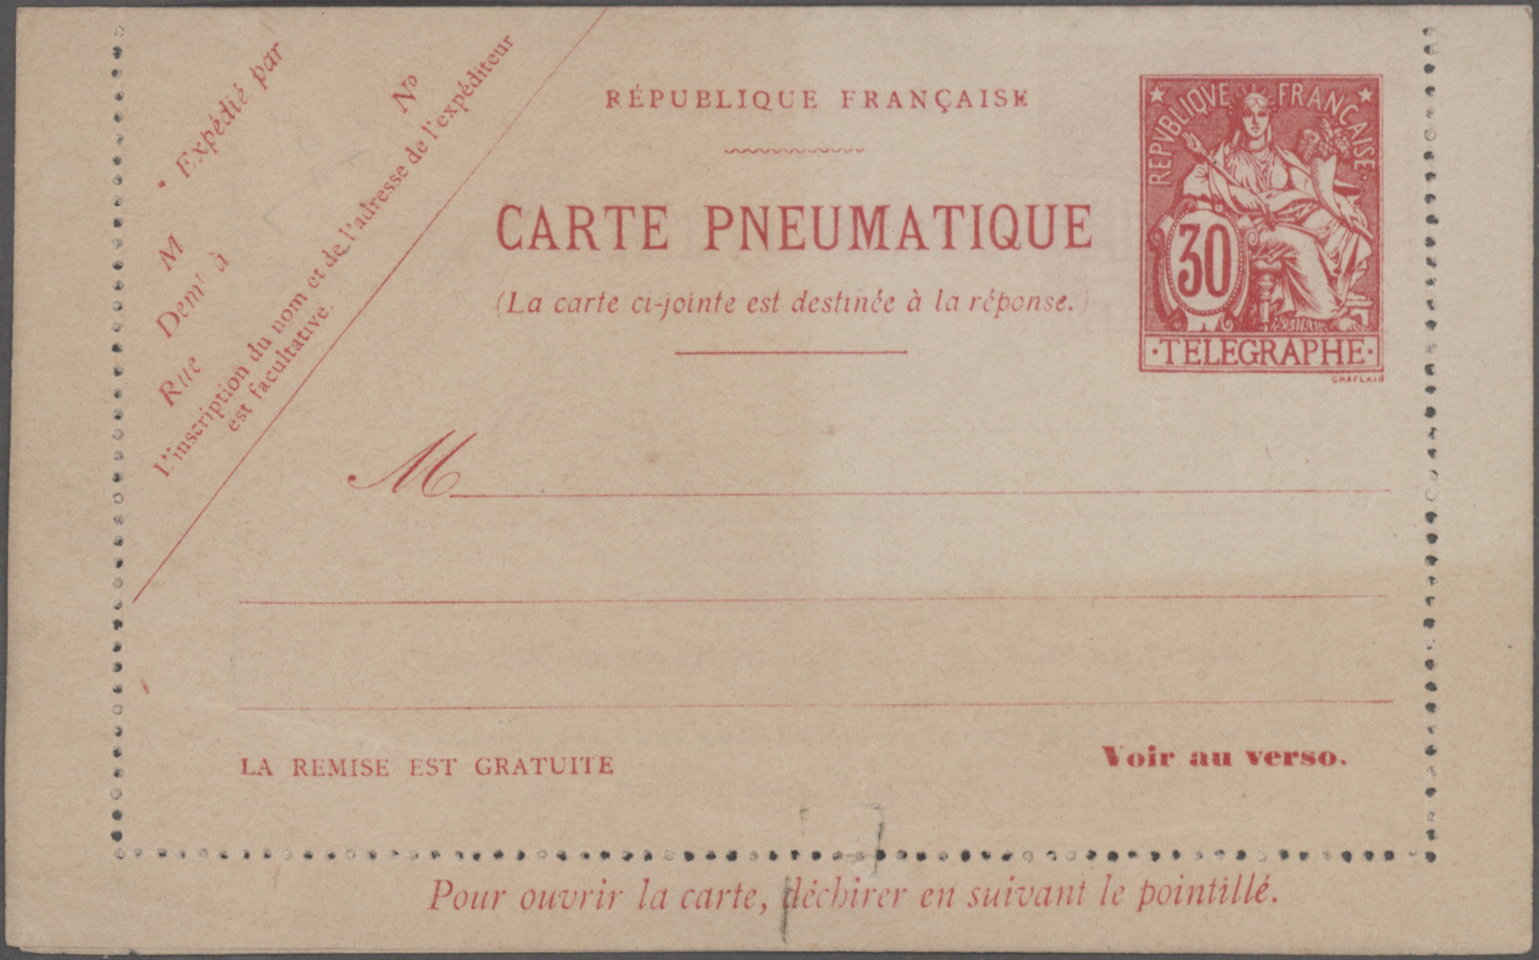 * Expédié par
M
Nº
Demt à
Rue
L'inscription du nom et de l'adresse de l'expéditeur
est facultative.
RÉPUBLIQUE FRANÇAISE
CARTE PNEUMATIQUE
(La carte ci-jointe est destinée à la réponse.)
REPVBLIQVE FRANÇAISE.
30
·TELEGRAPHE·
CHAPLAIN
M
LA REMISE EST GRATUITE
Voir au verso.
Pour ouvrir la carte, déchirer en suivant le pointillé.